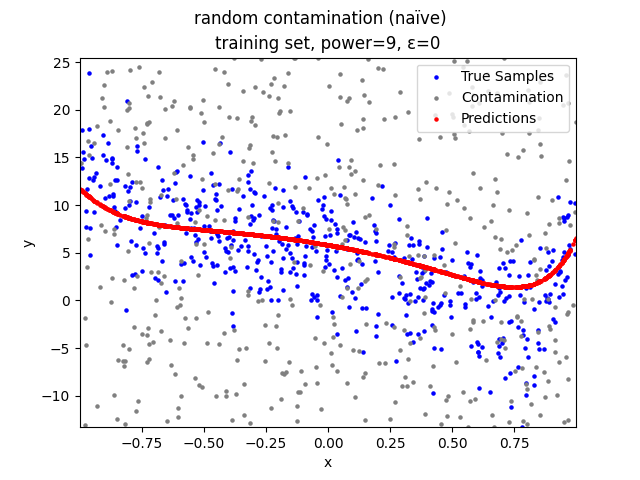 random contamination (naïve)
training set, power=9, ε=0
True Samples
Contamination
Predictions
25
20
15
10
5
0
−5
−10
y
−0.75
−0.50
−0.25
0.00
0.25
0.50
0.75
x